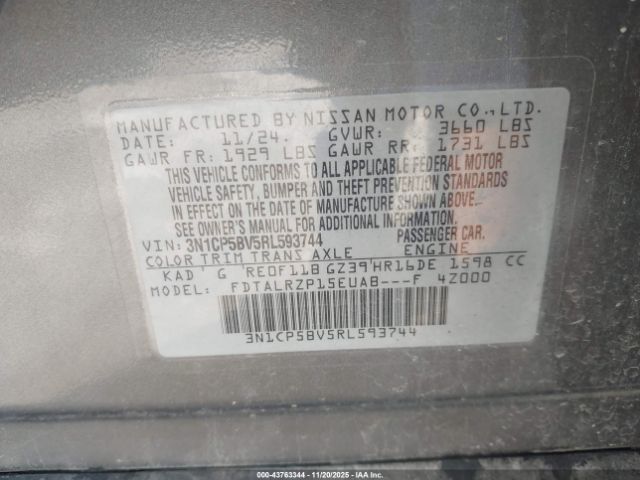 MANUFACTURED BY NISSAN MOTOR CO., LTD.
DATE: 11/24. GVWR: 3660 LBS
GAWR FR: 1929 LBS GAWR RR: 1731 LBS
THIS VEHICLE CONFORMS TO ALL APPLICABLE FEDERAL MOTOR
VEHICLE SAFETY, BUMPER AND THEFT PREVENTION STANDARDS
IN EFFECT ON THE DATE OF MANUFACTURE SHOWN ABOVE.
SEE OWNER'S MANUAL FOR ADDITIONAL INFORMATION.
VIN: 3N1CP5BV5RL593744 PASSENGER CAR.
COLOR TRIM TRANS AXLE ENGINE
KAD G RE0F11B GZ39 HR16DE 1598 CC
MODEL: FDTALRZP15EUAB---F 4Z000
3N1CP5BV5RL593744
000-43763344 | 11/20/2025 | IAA Inc.